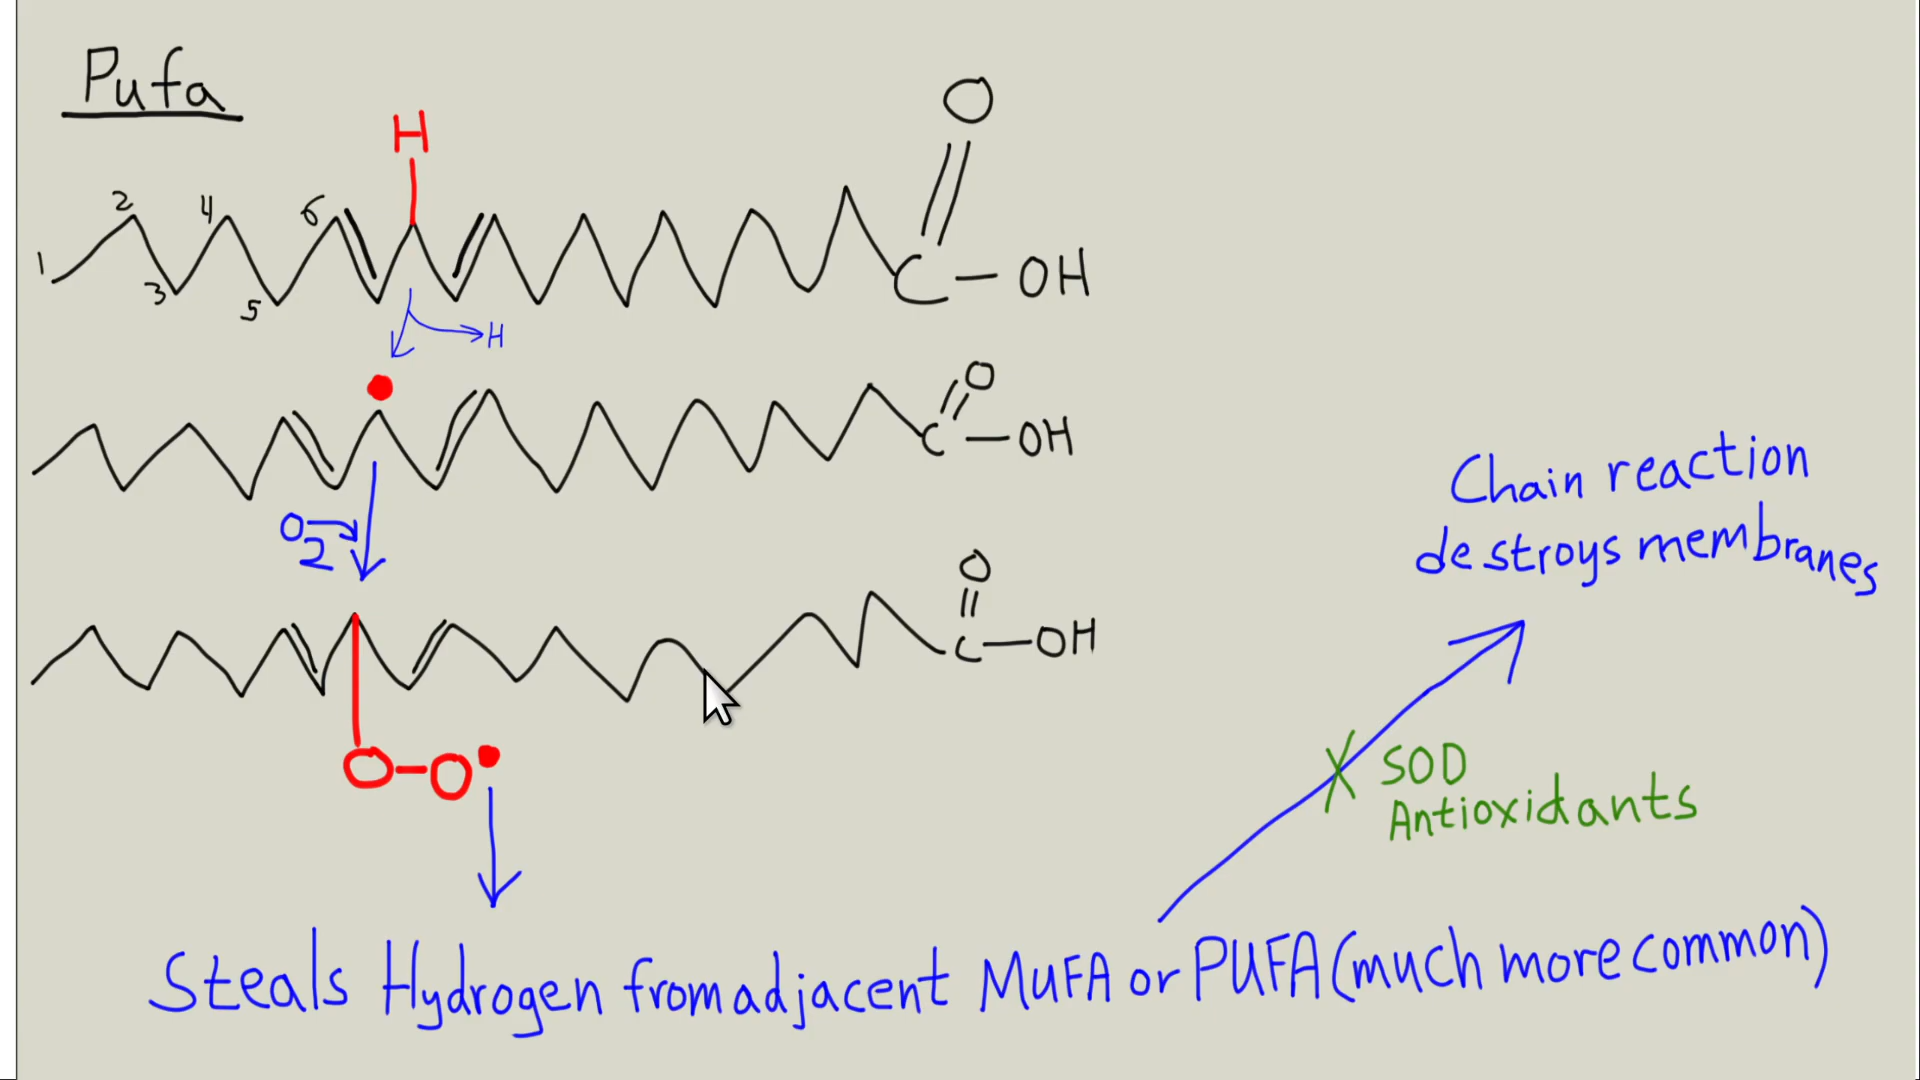 Pufa
H
O
1 2 3 4 5 6
C - OH
H
O
C - OH
O2
O
C - OH
O-O
Chain reaction
destroys membranes
SOD
Antioxidants
Steals Hydrogen from adjacent MuFA or PUFA (much more common)